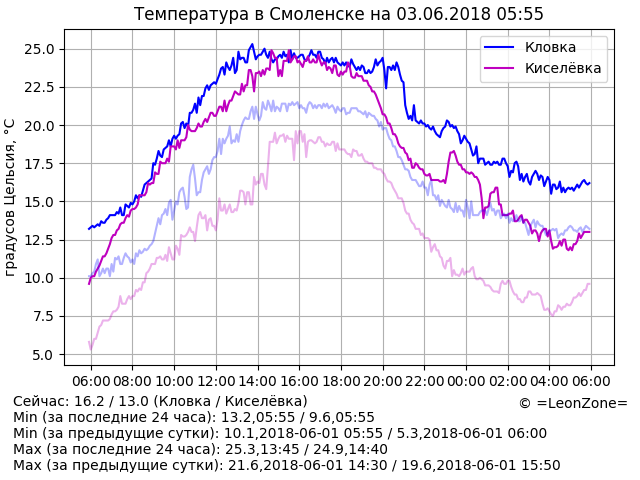 Температура в Смоленске на 03.06.2018 05:55
градусов Цельсия, °C
25.0
22.5
20.0
17.5
15.0
12.5
10.0
7.5
5.0
Кловка
Киселёвка
06:00 08:00 10:00 12:00 14:00 16:00 18:00 20:00 22:00 00:00 02:00 04:00 06:00
Сейчас: 16.2 / 13.0 (Кловка / Киселёвка)
© =LeonZone=
Min (за последние 24 часа): 13.2,05:55 / 9.6,05:55
Min (за предыдущие сутки): 10.1,2018-06-01 05:55 / 5.3,2018-06-01 06:00
Max (за последние 24 часа): 25.3,13:45 / 24.9,14:40
Max (за предыдущие сутки): 21.6,2018-06-01 14:30 / 19.6,2018-06-01 15:50